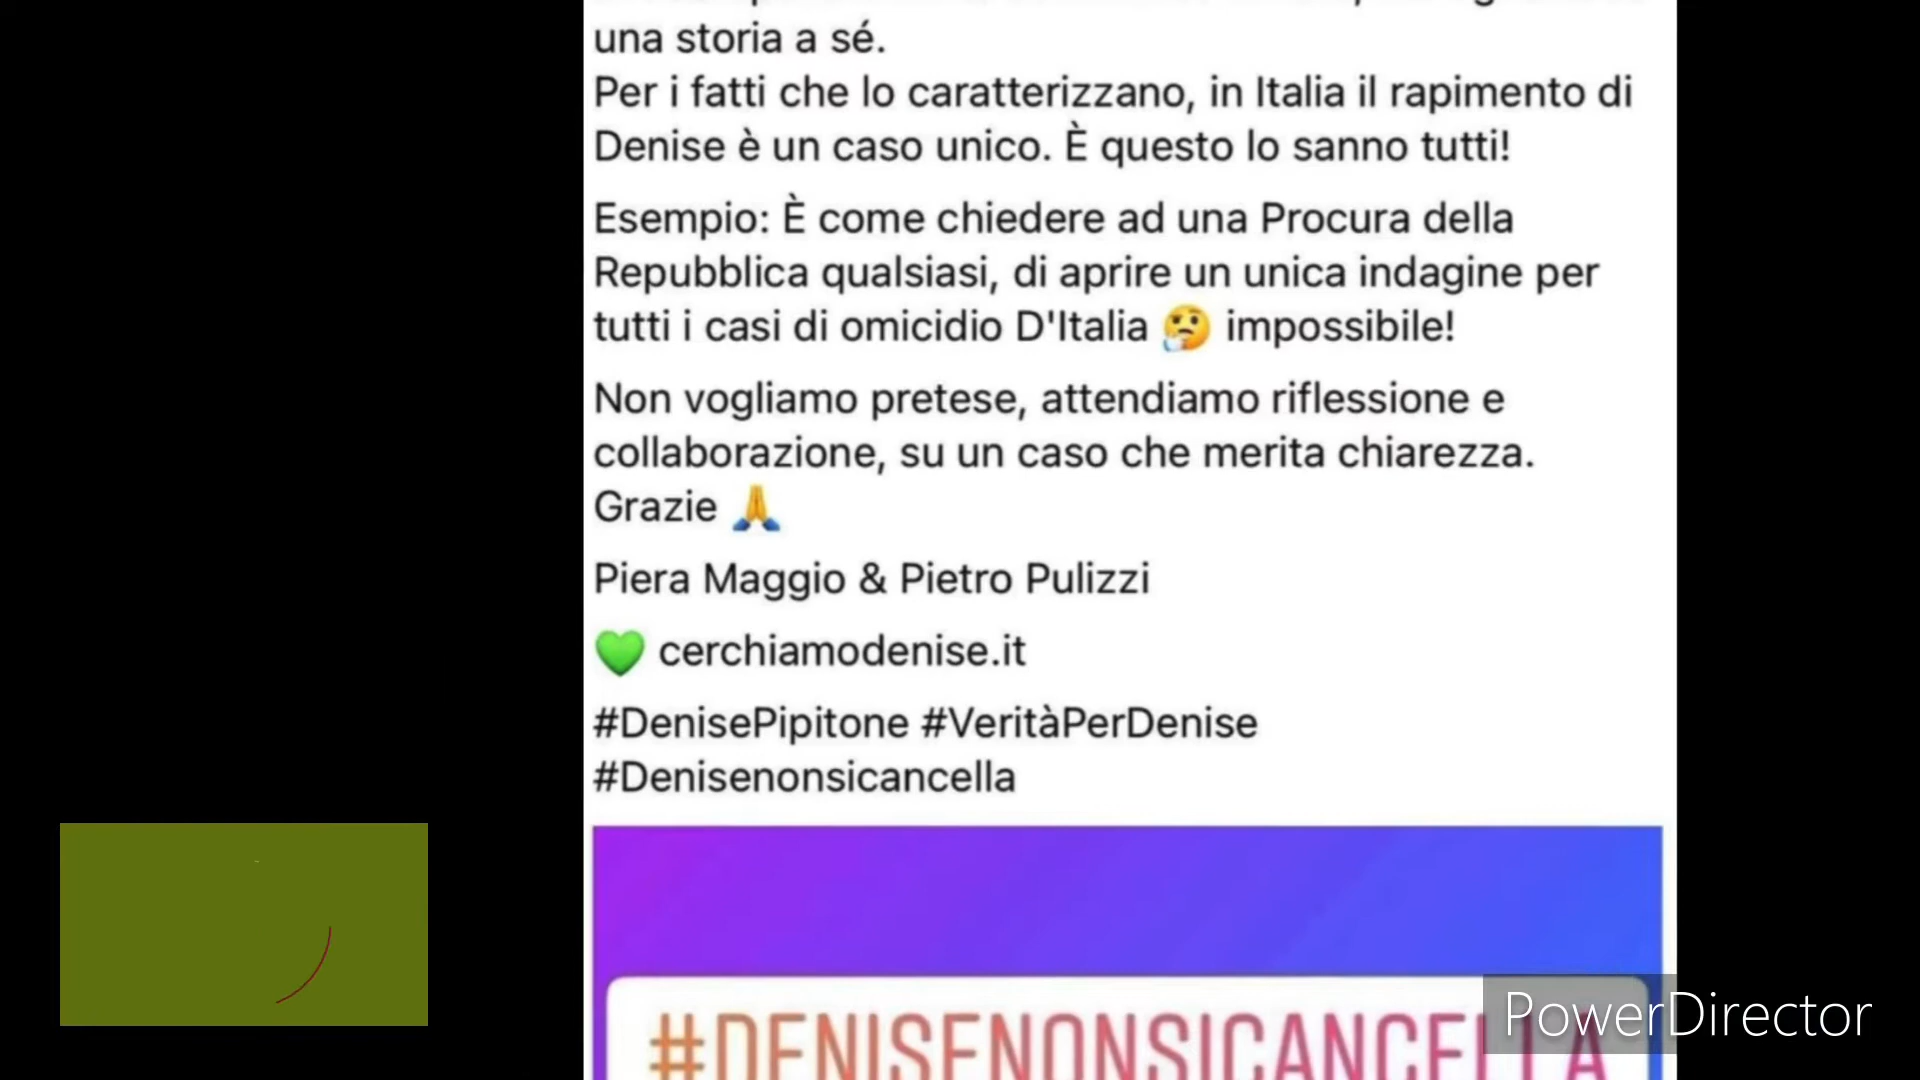 una storia a sé.
Per i fatti che lo caratterizzano, in Italia il rapimento di
Denise è un caso unico. È questo lo sanno tutti!
Esempio: È come chiedere ad una Procura della
Repubblica qualsiasi, di aprire un unica indagine per
tutti i casi di omicidio D'Italia 🤔 impossibile!
Non vogliamo pretese, attendiamo riflessione e
collaborazione, su un caso che merita chiarezza.
Grazie 🙏
Piera Maggio & Pietro Pulizzi
💚 cerchiamodenise.it
#DenisePipitone #VeritàPerDenise
#Denisenonsicancella
#DENISENONSICANCELLA
PowerDirector